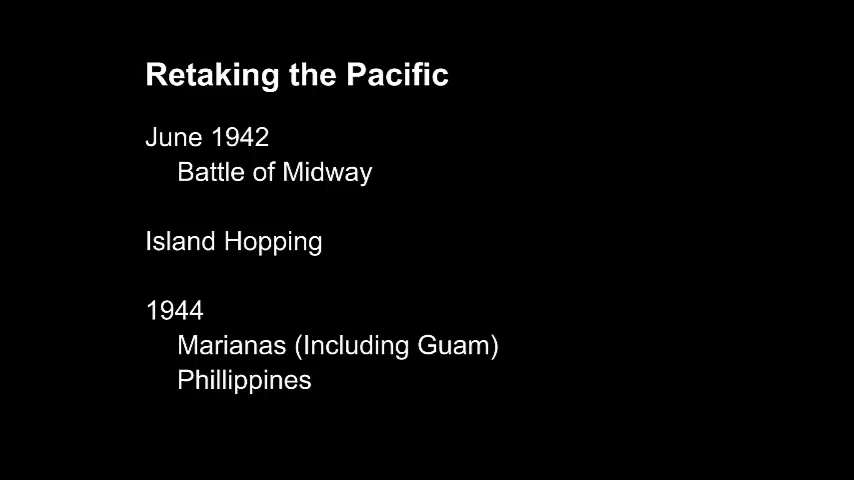 Retaking the Pacific
June 1942
Battle of Midway
Island Hopping
1944
Marianas (Including Guam)
Phillippines